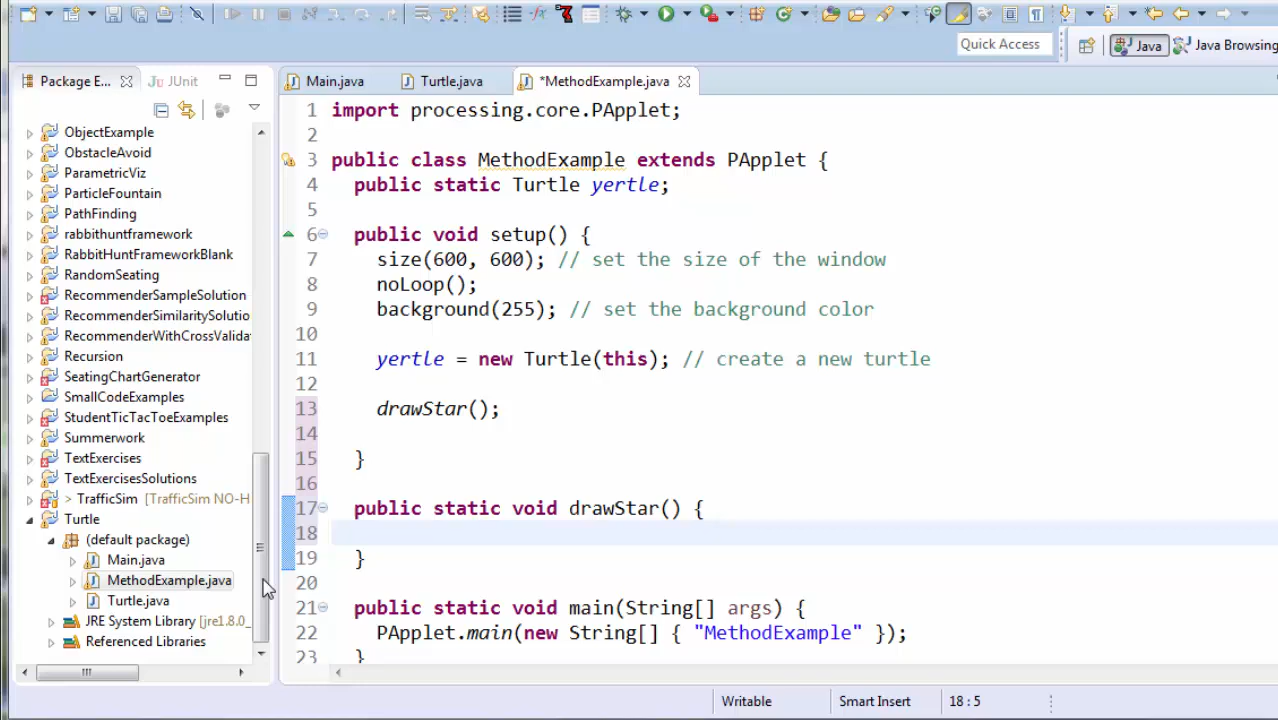 Quick Access
Java
Java Browsing
Package E...
JUnit
Main.java
Turtle.java
*MethodExample.java
ObjectExample
ObstacleAvoid
ParametricViz
ParticleFountain
PathFinding
rabbithuntframework
RabbitHuntFrameworkBlank
RandomSeating
RecommenderSampleSolution
RecommenderSimilaritySolutio
RecommenderWithCrossValida
Recursion
SeatingChartGenerator
SmallCodeExamples
StudentTicTacToeExamples
Summerwork
TextExercises
TextExercisesSolutions
> TrafficSim [TrafficSim NO-H
Turtle
(default package)
Main.java
MethodExample.java
Turtle.java
JRE System Library [jre1.8.0_
Referenced Libraries
1 import processing.core.PApplet;
2
3 public class MethodExample extends PApplet {
4 public static Turtle yertle;
5
6 public void setup() {
7 size(600, 600); // set the size of the window
8 noLoop();
9 background(255); // set the background color
10
11 yertle = new Turtle(this); // create a new turtle
12
13 drawStar();
14
15 }
16
17 public static void drawStar() {
18
19 }
20
21 public static void main(String[] args) {
22 PApplet.main(new String[] { "MethodExample" });
23 }
Writable
Smart Insert
18 : 5